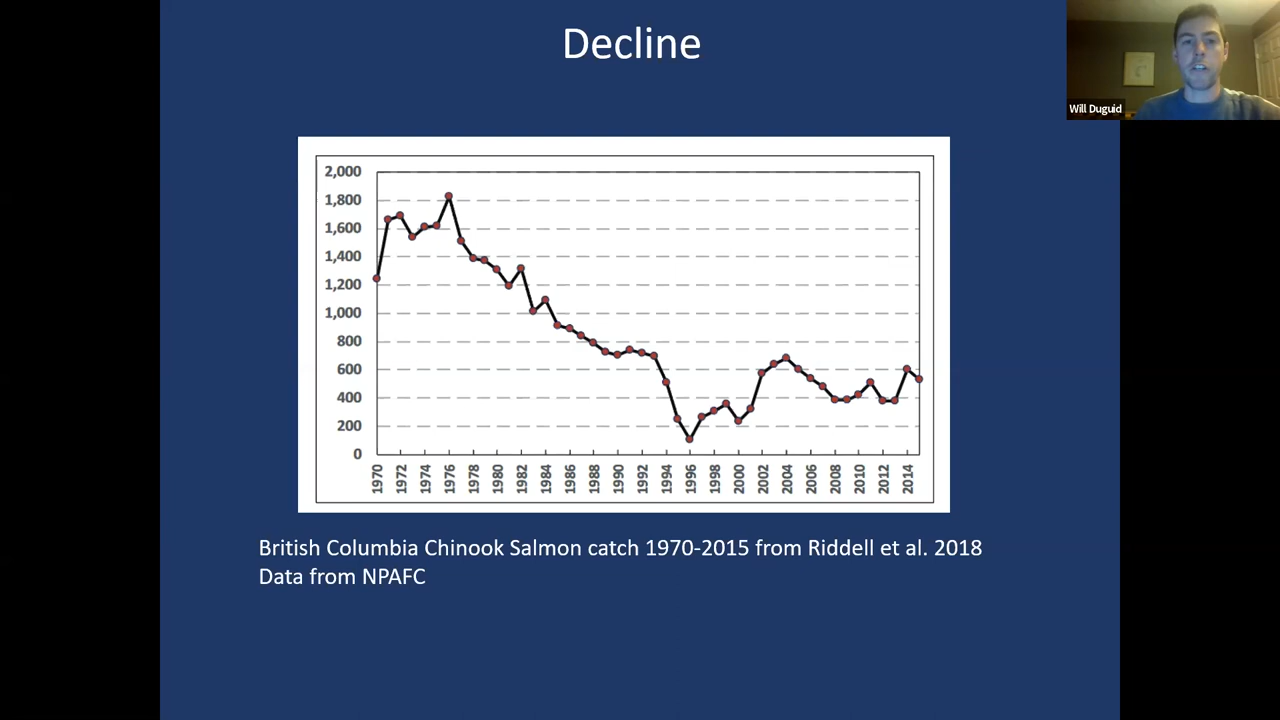 Decline
Will Duguid
2,000
1,800
1,600
1,400
1,200
1,000
800
600
400
200
0
1970 1972 1974 1976 1978 1980 1982 1984 1986 1988 1990 1992 1994 1996 1998 2000 2002 2004 2006 2008 2010 2012 2014
British Columbia Chinook Salmon catch 1970-2015 from Riddell et al. 2018
Data from NPAFC